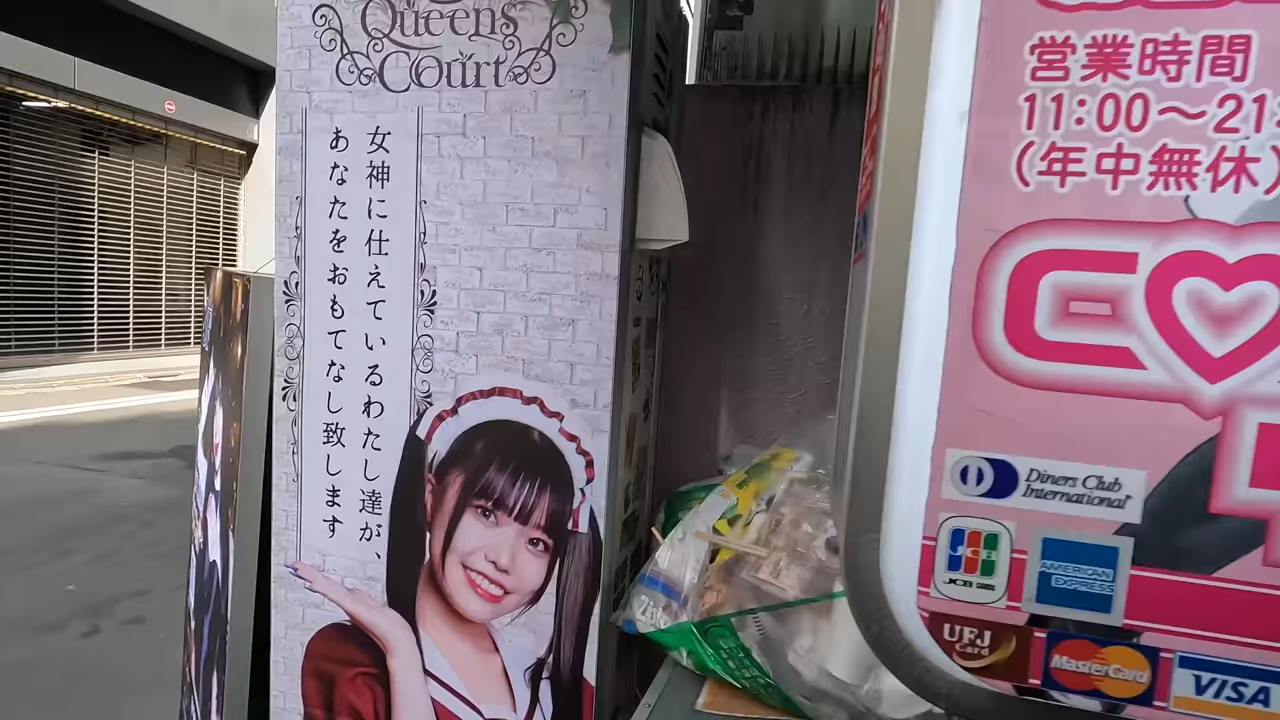 Queens
Court
女神に仕えているわたし達が、
あなたをおもてなし致します
営業時間
11:00～21
(年中無休)
Diners Club
International
JCB
AMERICAN
EXPRESS
UFJ
Card
MasterCard
VISA